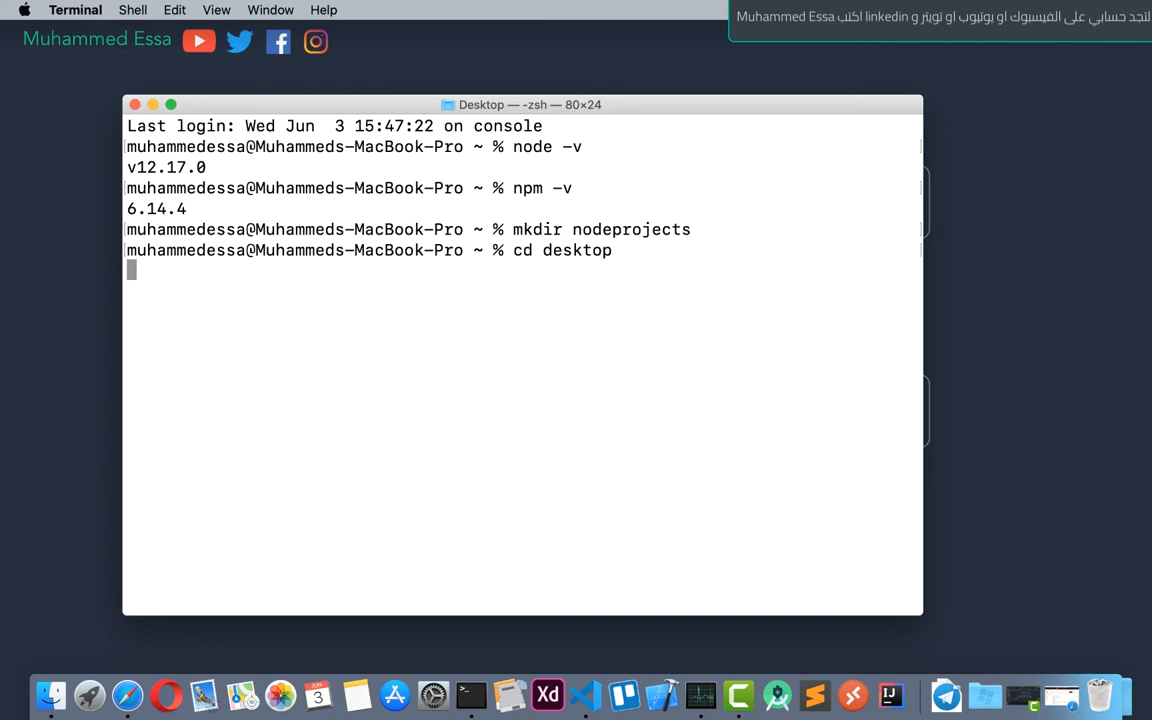 Terminal Shell Edit View Window Help
لتجد حسابي على الفيسبوك او يوتيوب او تويتر و linkedin اكتب Muhammed Essa
Muhammed Essa
Desktop — -zsh — 80×24
Last login: Wed Jun  3 15:47:22 on console
muhammedessa@Muhammeds-MacBook-Pro ~ % node -v
v12.17.0
muhammedessa@Muhammeds-MacBook-Pro ~ % npm -v
6.14.4
muhammedessa@Muhammeds-MacBook-Pro ~ % mkdir nodeprojects
muhammedessa@Muhammeds-MacBook-Pro ~ % cd desktop
3
Xd
IJ